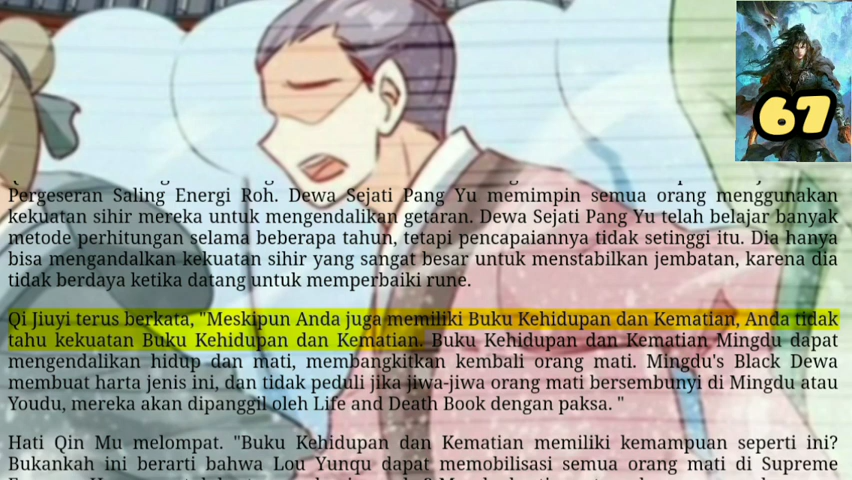 67
Pergeseran Saling Energi Roh. Dewa Sejati Pang Yu memimpin semua orang menggunakan
kekuatan sihir mereka untuk mengendalikan getaran. Dewa Sejati Pang Yu telah belajar banyak
metode perhitungan selama beberapa tahun, tetapi pencapaiannya tidak setinggi itu. Dia hanya
bisa mengandalkan kekuatan sihir yang sangat besar untuk menstabilkan jembatan, karena dia
tidak berdaya ketika datang untuk memperbaiki rune.
Qi Jiuyi terus berkata, "Meskipun Anda juga memiliki Buku Kehidupan dan Kematian, Anda tidak
tahu kekuatan Buku Kehidupan dan Kematian. Buku Kehidupan dan Kematian Mingdu dapat
mengendalikan hidup dan mati, membangkitkan kembali orang mati. Mingdu's Black Dewa
membuat harta jenis ini, dan tidak peduli jika jiwa-jiwa orang mati bersembunyi di Mingdu atau
Youdu, mereka akan dipanggil oleh Life and Death Book dengan paksa. "
Hati Qin Mu melompat. "Buku Kehidupan dan Kematian memiliki kemampuan seperti ini?
Bukankah ini berarti bahwa Lou Yunqu dapat memobilisasi semua orang mati di Supreme